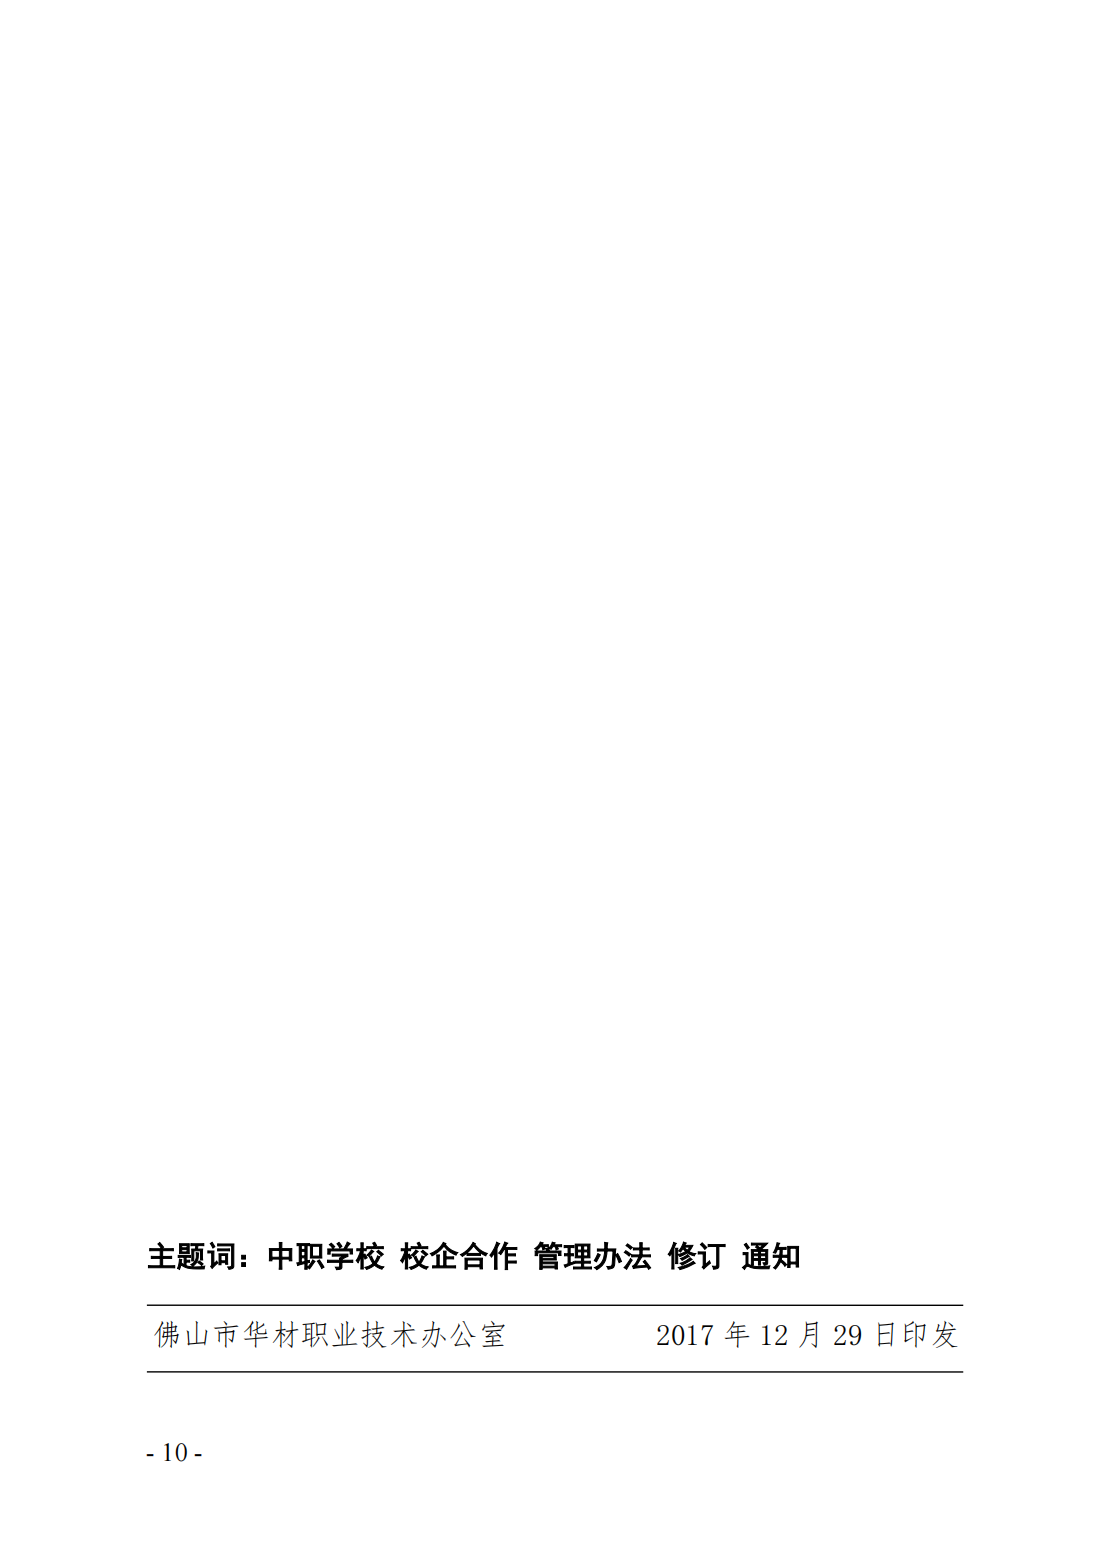 主题词：中职学校 校企合作 管理办法 修订 通知
佛山市华材职业技术办公室 2017 年 12 月 29 日印发
- 10 -